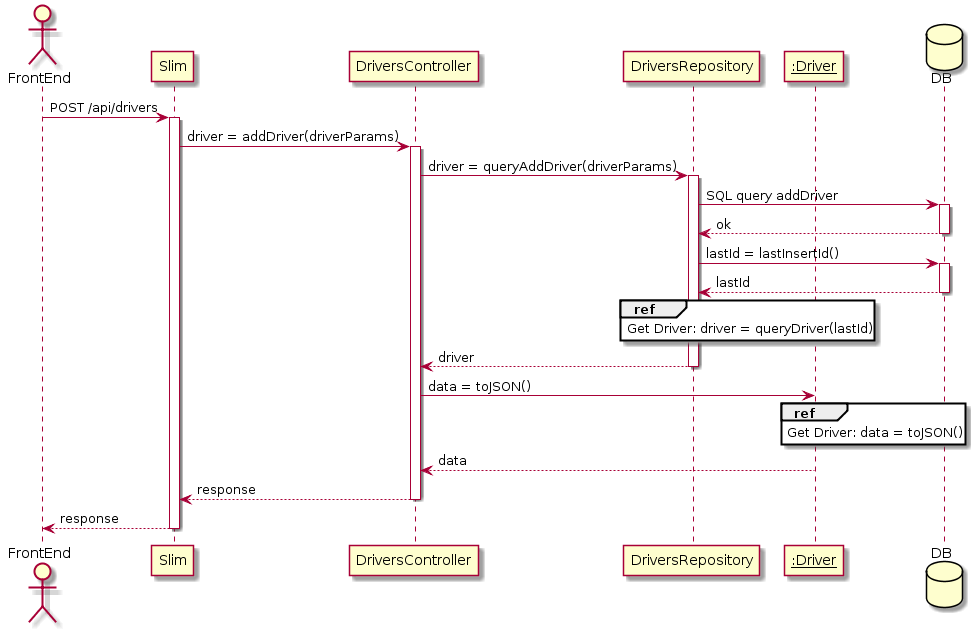 FrontEnd
Slim
DriversController
DriversRepository
:Driver
DB
POST /api/drivers
driver = addDriver(driverParams)
driver = queryAddDriver(driverParams)
SQL query addDriver
ok
lastId = lastInsertId()
lastId
ref
Get Driver: driver = queryDriver(lastId)
driver
data = toJSON()
ref
Get Driver: data = toJSON()
data
response
response
FrontEnd
Slim
DriversController
DriversRepository
:Driver
DB